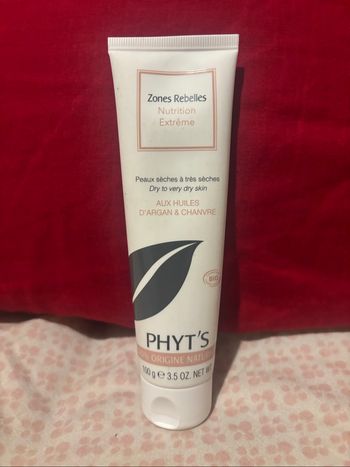 Zones Rebelles
Nutrition
Extrême
Peaux sèches à très sèches
Dry to very dry skin
AUX HUILES
D'ARGAN & CHANVRE
BIO
PHYT'S
ORIGINE
100 g e 3.5 OZ. NET